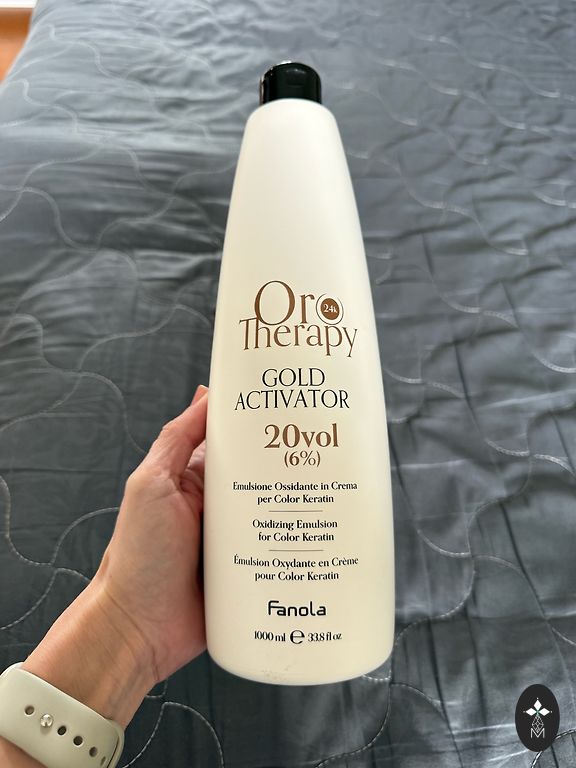 Oro 24k
Therapy
GOLD
ACTIVATOR
20vol
(6%)
Emulsione Ossidante in Crema
per Color Keratin
Oxidizing Emulsion
for Color Keratin
Émulsion Oxydante en Crème
pour Color Keratin
Fanola
1000 ml ℮ 33.8 fl oz
M